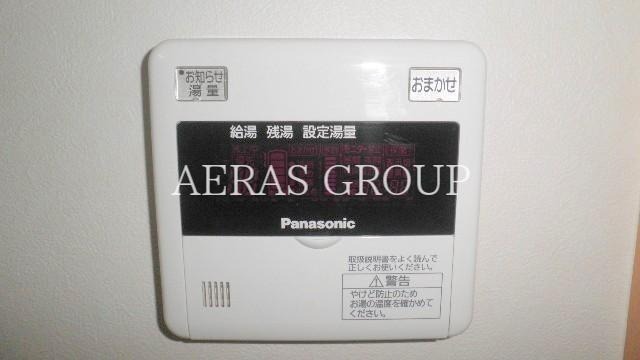 お知らせ
湯量
おまかせ
給湯 残湯 設定湯量
AERAS GROUP
Panasonic
取扱説明書をよく読んで
正しくお使いください。
警告
やけど防止のため
お湯の温度を確かめて
ください。